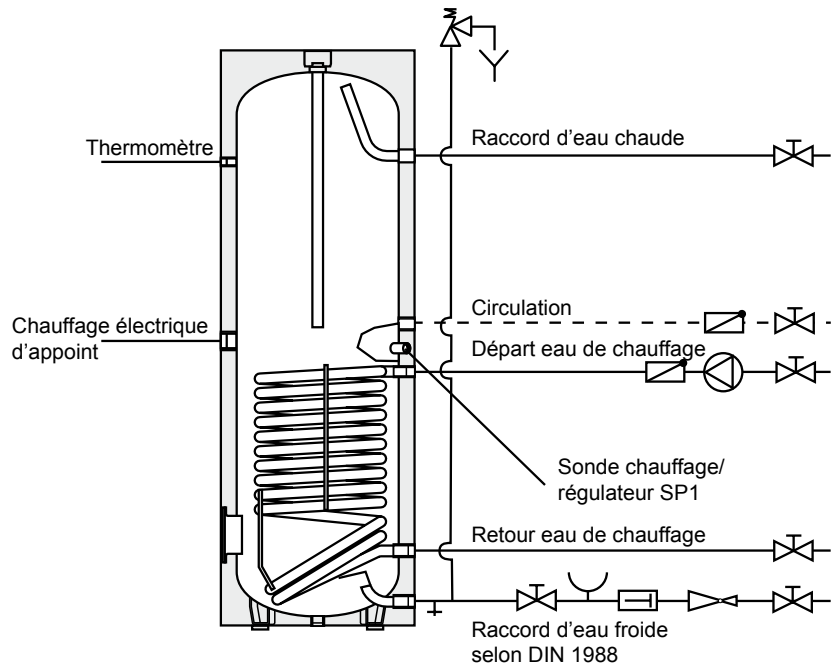 Thermomètre
Raccord d'eau chaude
Circulation
Chauffage électrique
d'appoint
Départ eau de chauffage
Sonde chauffage/
régulateur SP1
Retour eau de chauffage
Raccord d'eau froide
selon DIN 1988